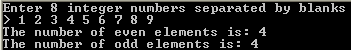 Enter 8 integer numbers separated by blanks
> 1 2 3 4 5 6 7 8 9
The number of even elements is: 4
The number of odd elements is: 4